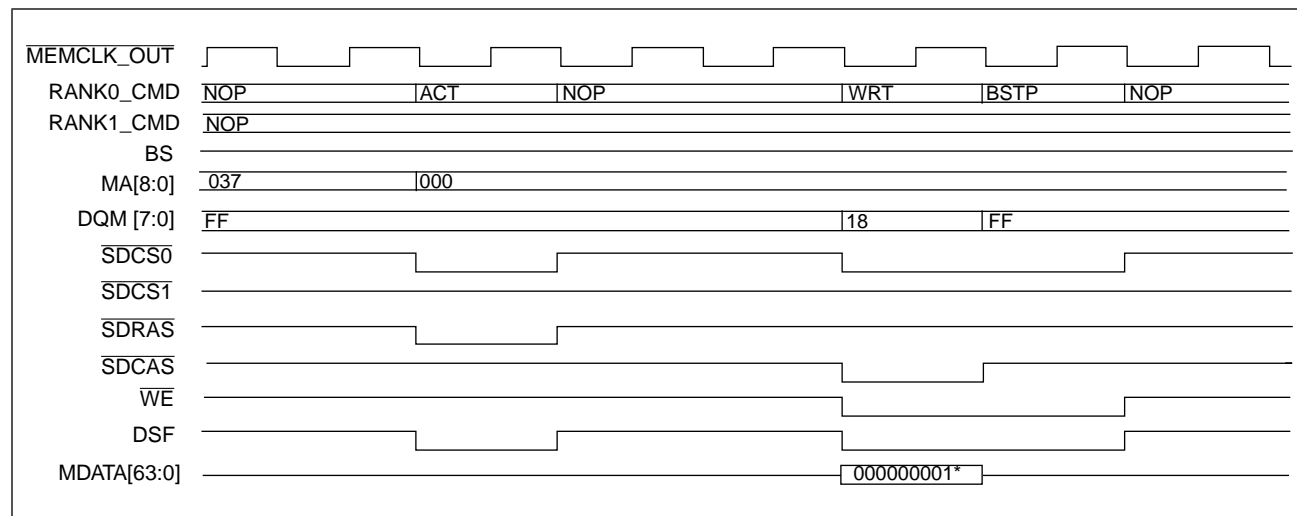 MEMCLK_OUT
RANK0_CMD NOP ACT NOP WRT BSTP NOP
RANK1_CMD NOP
BS
MA[8:0] 037 000
DQM [7:0] FF 18 FF
SDCS0
SDCS1
SDRAS
SDCAS
WE
DSF
MDATA[63:0] 000000001*